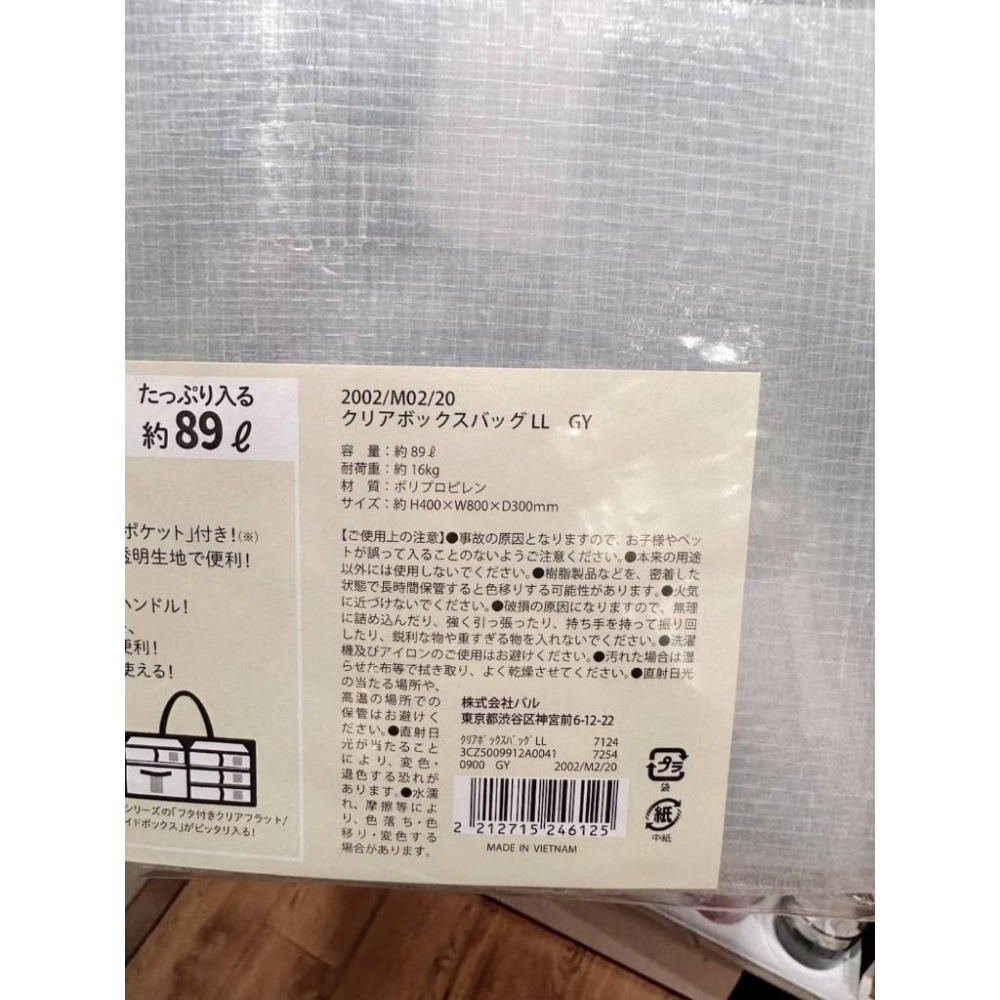 たっぷり入る
約89ℓ
ポケット」付き!(※)
透明生地で便利!
ハンドル!
便利!
使える!
シリーズの「フタ付きクリアフラット/
イドボックス」がピッタリ入る!
2002/M02/20
クリアボックスバッグLL GY
容 量:約89ℓ
耐荷重:約16kg
材 質:ポリプロピレン
サイズ:約 H400×W800×D300mm
【ご使用上の注意】●事故の原因となりますので、お子様やペッ
トが誤って入ることのないようご注意ください。●本来の用途
以外には使用しないでください。●樹脂製品などを、密着した
状態で長時間保管すると色移りする可能性があります。●火気
に近づけないでください。●破損の原因になりますので、無理
に詰め込んだり、強く引っ張ったり、持ち手を持って振り回
したり、鋭利な物や重すぎる物を入れないでください。●洗濯
機及びアイロンのご使用はお避けください。●汚れた場合は湿
らせた布等で拭き取り、よく乾燥させてください。●直射日光
の当たる場所や、
高温の場所での
保管はお避けく
ださい。●直射日
光が当たること
により、変色・
退色する恐れが
あります。●水濡
れ、摩擦等によ
り、色落ち・色
移り・変色する
場合があります。
株式会社パル
東京都渋谷区神宮前6-12-22
クリアボックスバッグLL 7124
3CZ5009912A0041 7254
0900 GY 2002/M2/20
2 212715 246125
MADE IN VIETNAM
プラ
袋
紙
中紙